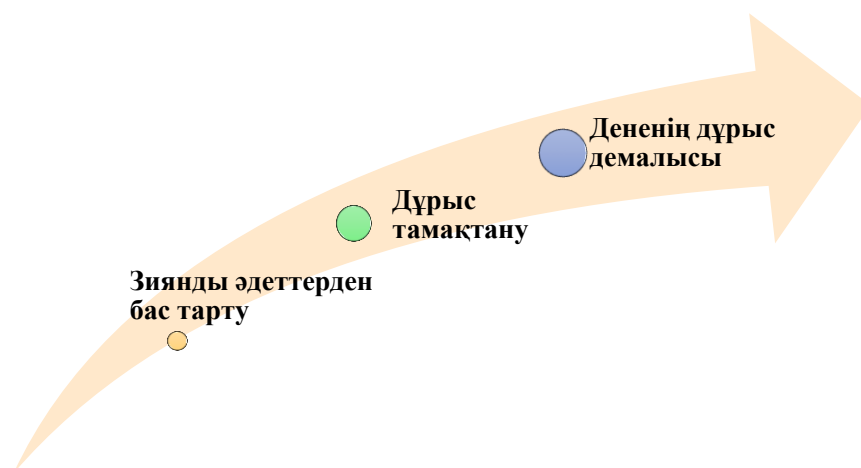 Дененің дұрыс
демалысы
Дұрыс
тамақтану
Зиянды әдеттерден
бас тарту